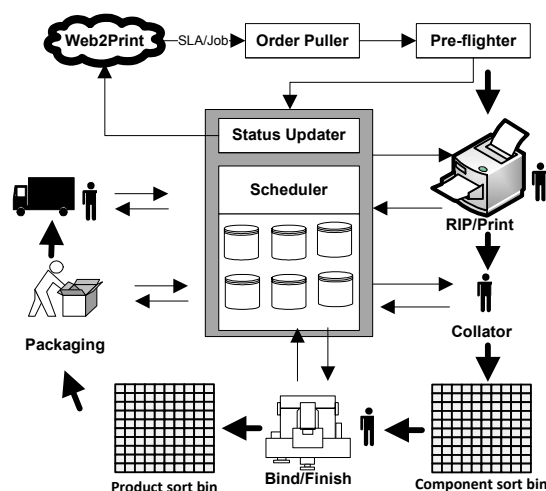 Web2Print
SLA/Job
Order Puller
Pre-flighter
Status Updater
Scheduler
RIP/Print
Packaging
Collator
Bind/Finish
Product sort bin
Component sort bin